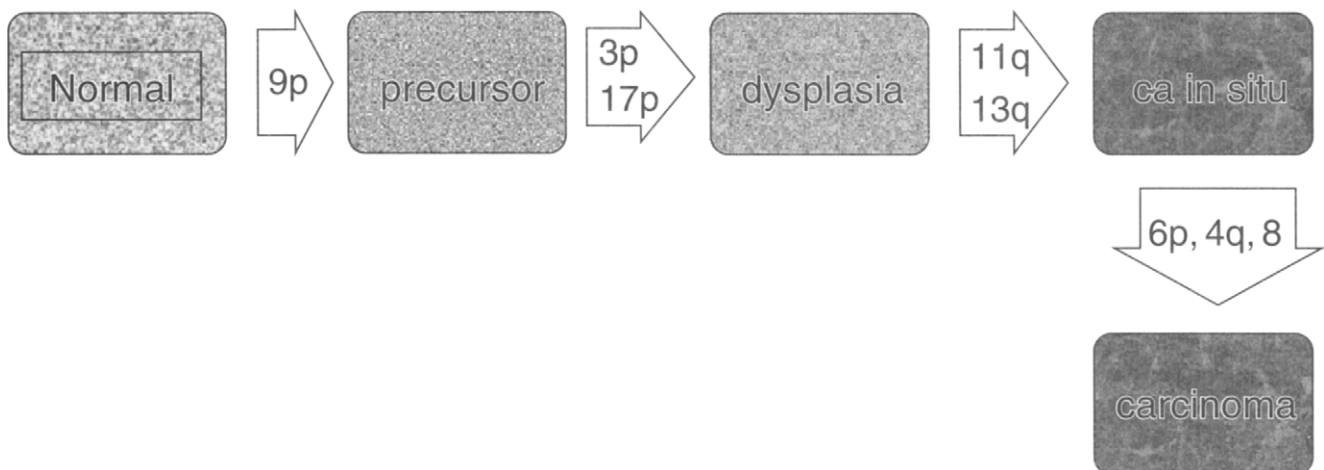 Normal
9p
precursor
3p
17p
dysplasia
11q
13q
ca in situ
6p, 4q, 8
carcinoma